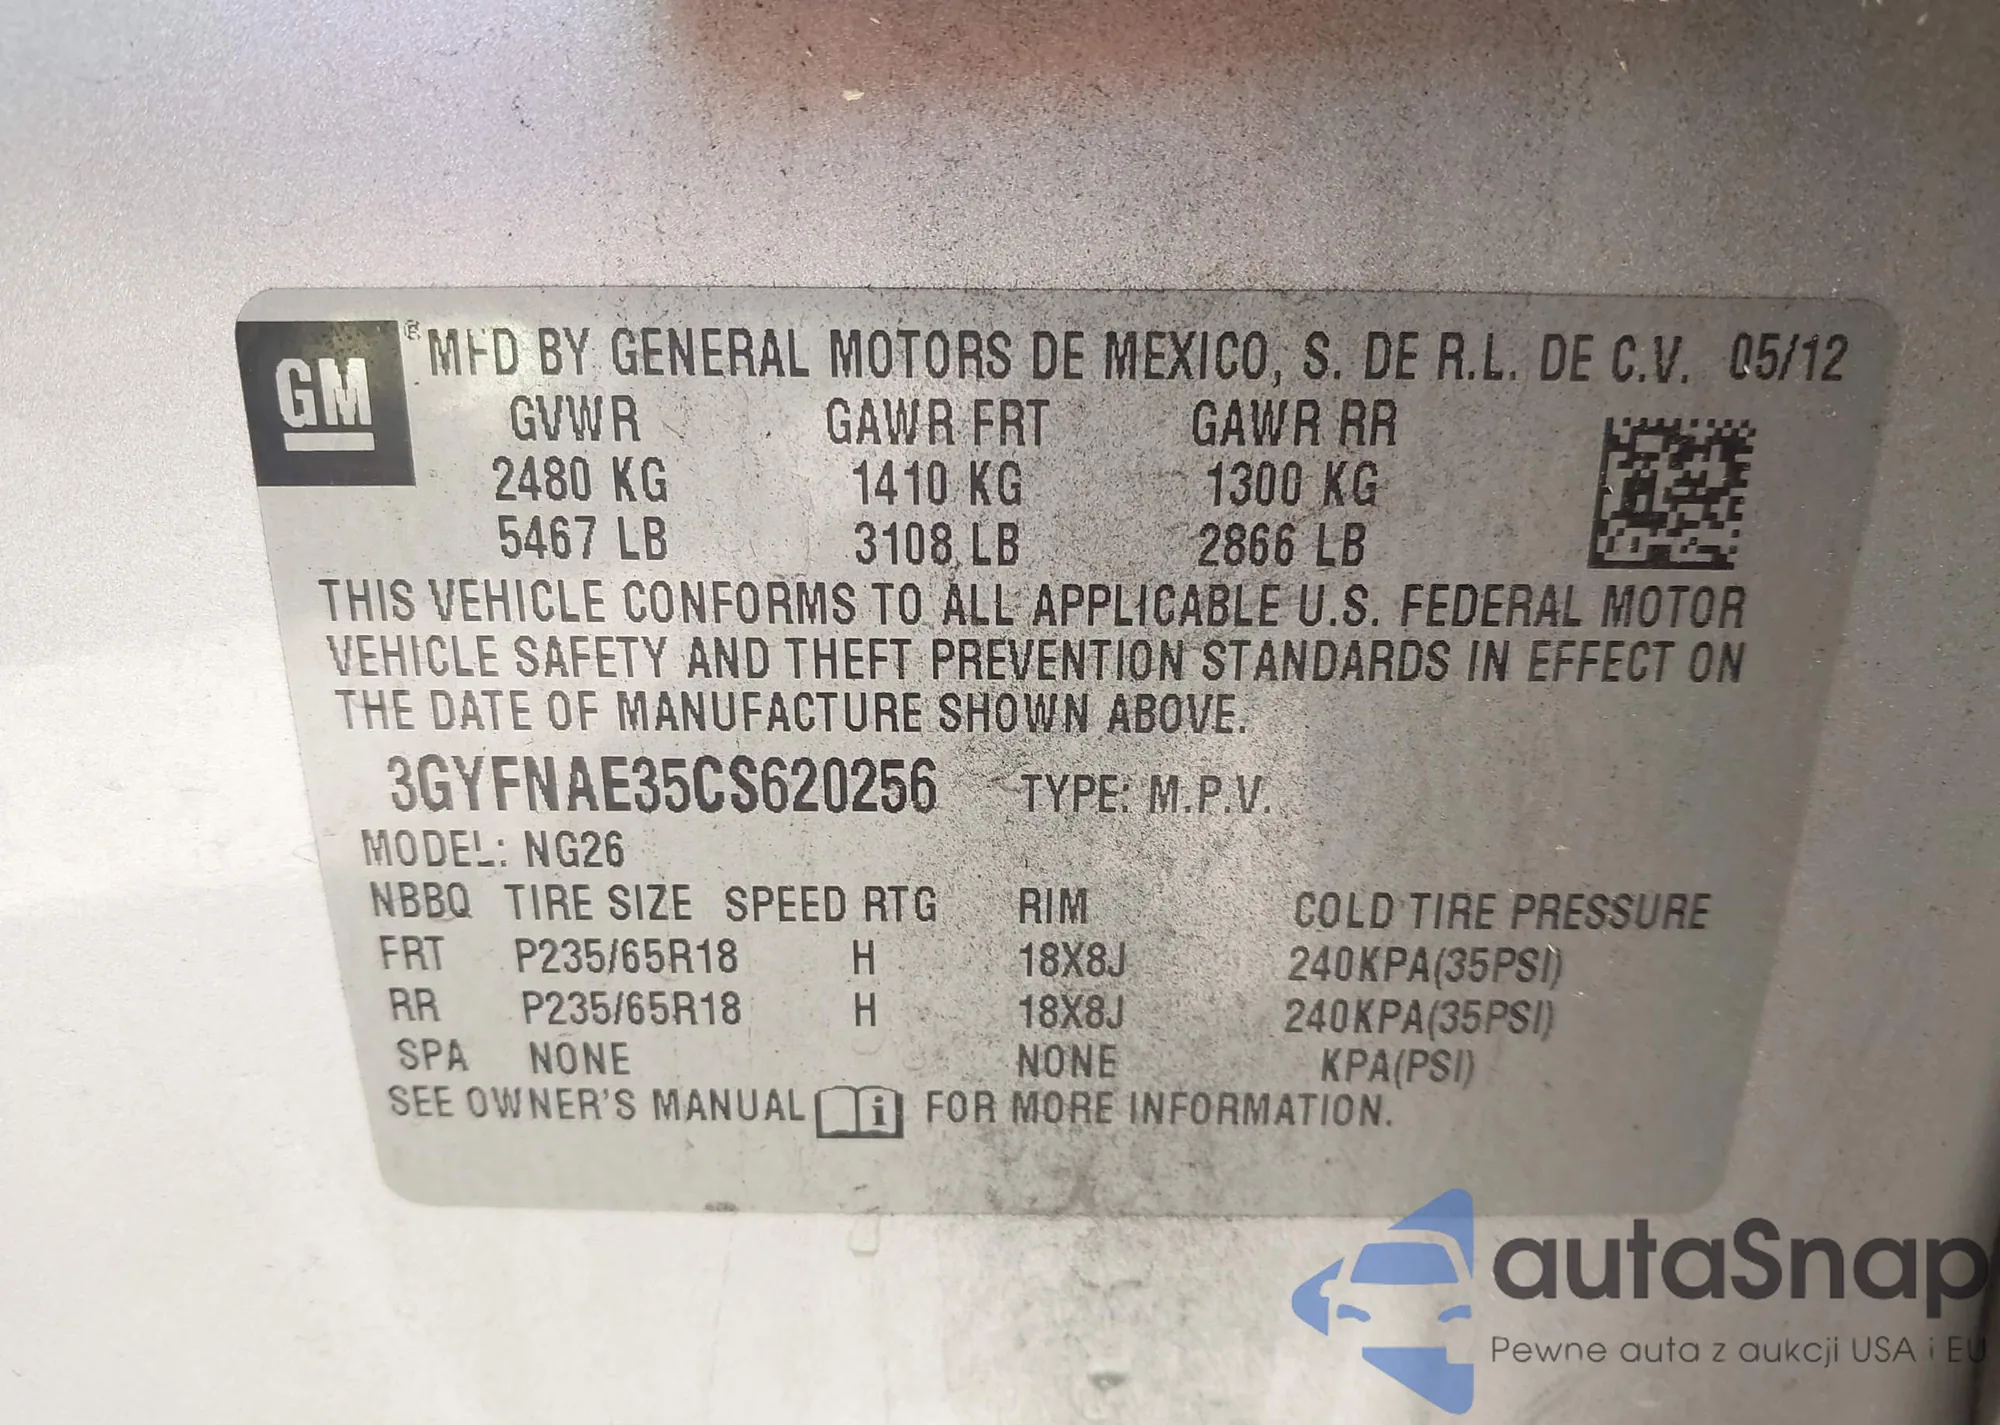 GM ® MFD BY GENERAL MOTORS DE MEXICO, S. DE R.L. DE C.V. 05/12
GVWR GAWR FRT GAWR RR
2480 KG 1410 KG 1300 KG
5467 LB 3108 LB 2866 LB
THIS VEHICLE CONFORMS TO ALL APPLICABLE U.S. FEDERAL MOTOR
VEHICLE SAFETY AND THEFT PREVENTION STANDARDS IN EFFECT ON
THE DATE OF MANUFACTURE SHOWN ABOVE.
3GYFNAE35CS620256 TYPE: M.P.V.
MODEL: NG26
NBBQ TIRE SIZE SPEED RTG RIM COLD TIRE PRESSURE
FRT P235/65R18 H 18X8J 240KPA(35PSI)
RR P235/65R18 H 18X8J 240KPA(35PSI)
SPA NONE NONE KPA(PSI)
SEE OWNER'S MANUAL i FOR MORE INFORMATION.
autaSnap
Pewne auta z aukcji USA i EU